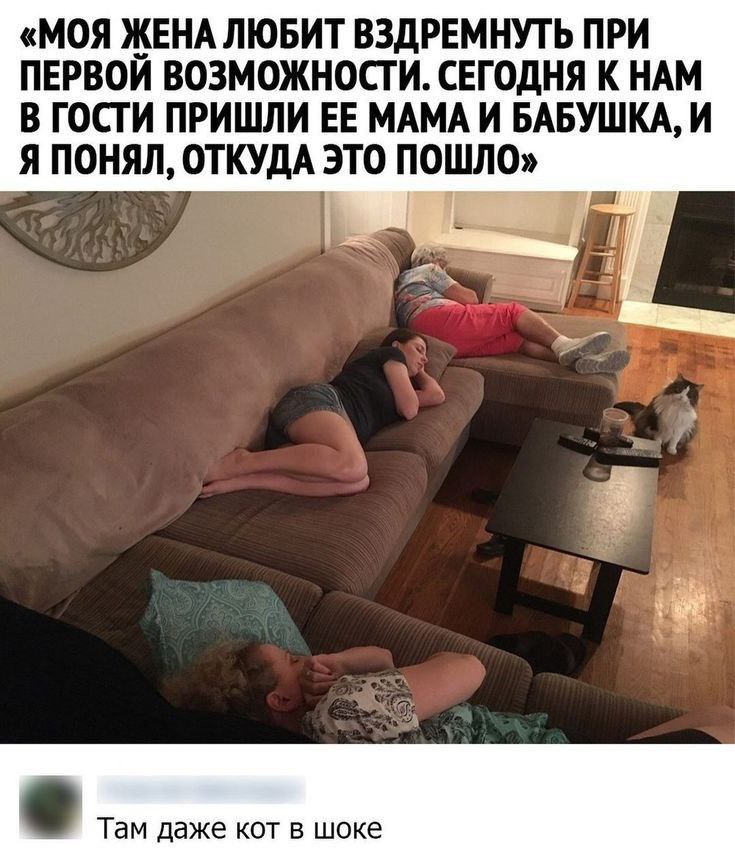 «МОЯ ЖЕНА ЛЮБИТ ВЗДРЕМНУТЬ ПРИ
ПЕРВОЙ ВОЗМОЖНОСТИ. СЕГОДНЯ К НАМ
В ГОСТИ ПРИШЛИ ЕЕ МАМА И БАБУШКА, И
Я ПОНЯЛ, ОТКУДА ЭТО ПОШЛО»
Там даже кот в шоке